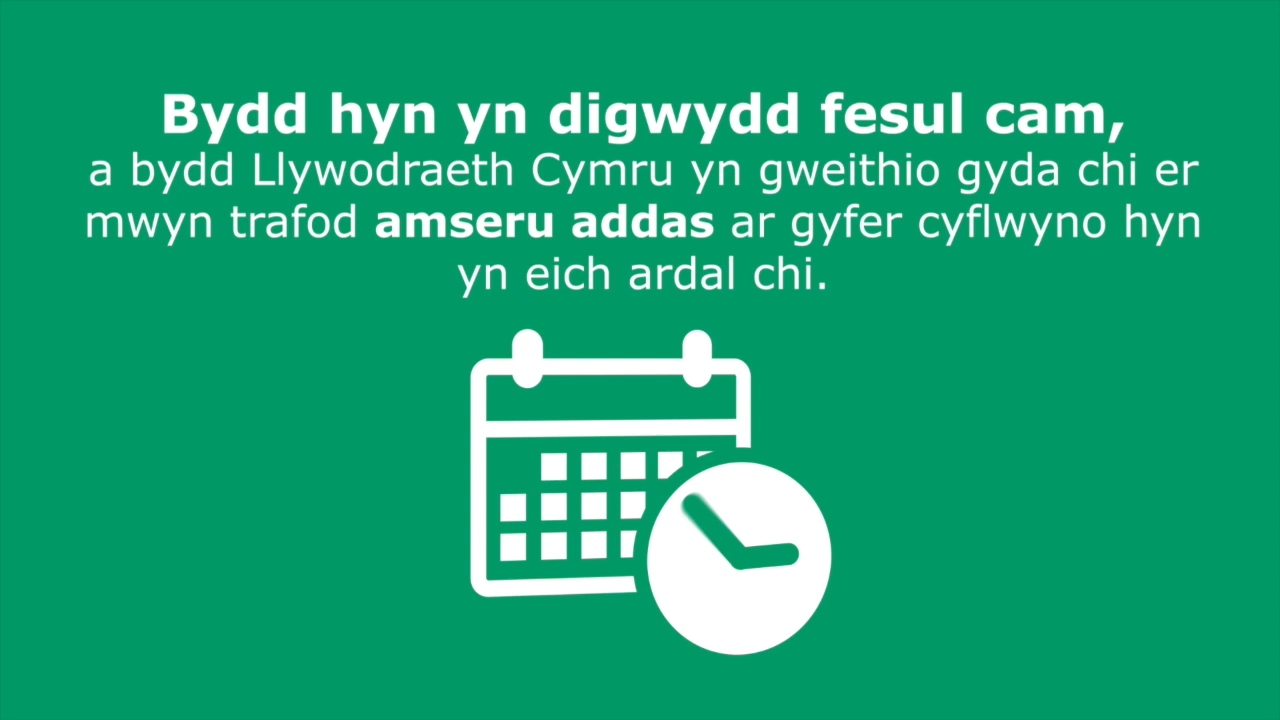 Bydd hyn yn digwydd fesul cam,
a bydd Llywodraeth Cymru yn gweithio gyda chi er
mwyn trafod amseru addas ar gyfer cyflwyno hyn
yn eich ardal chi.